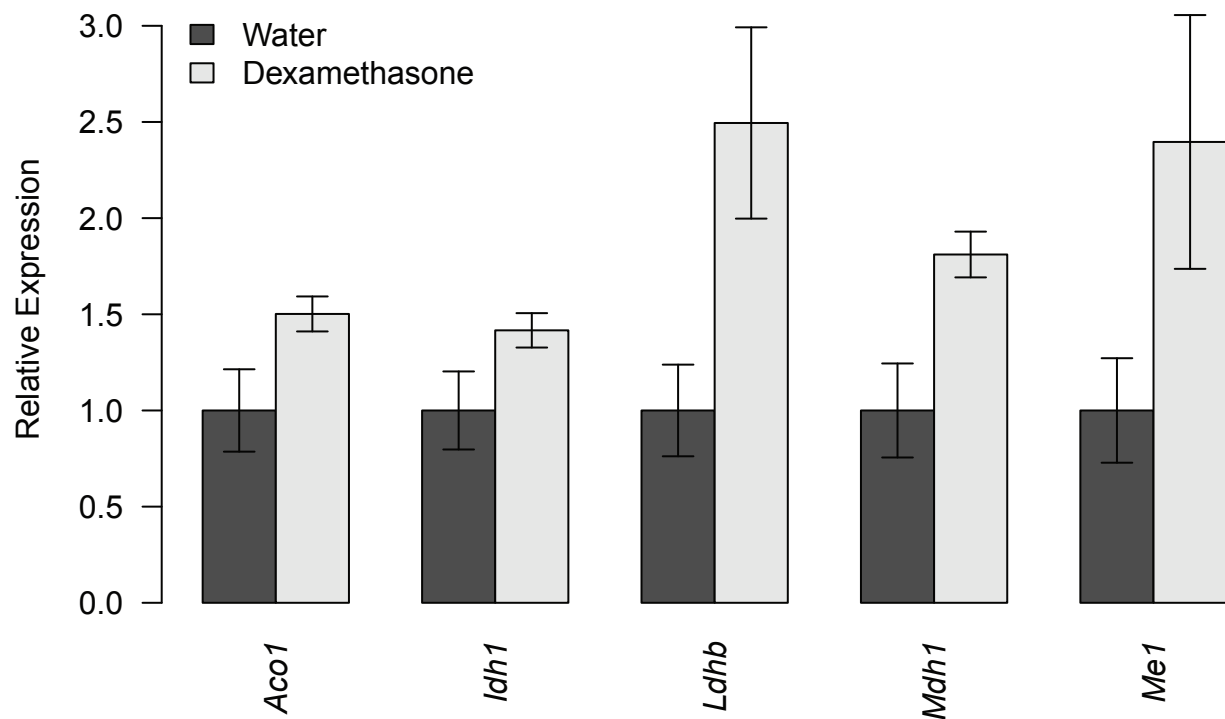 Water
Dexamethasone
Relative Expression
3.0
2.5
2.0
1.5
1.0
0.5
0.0
Aco1
Idh1
Ldhb
Mdh1
Me1